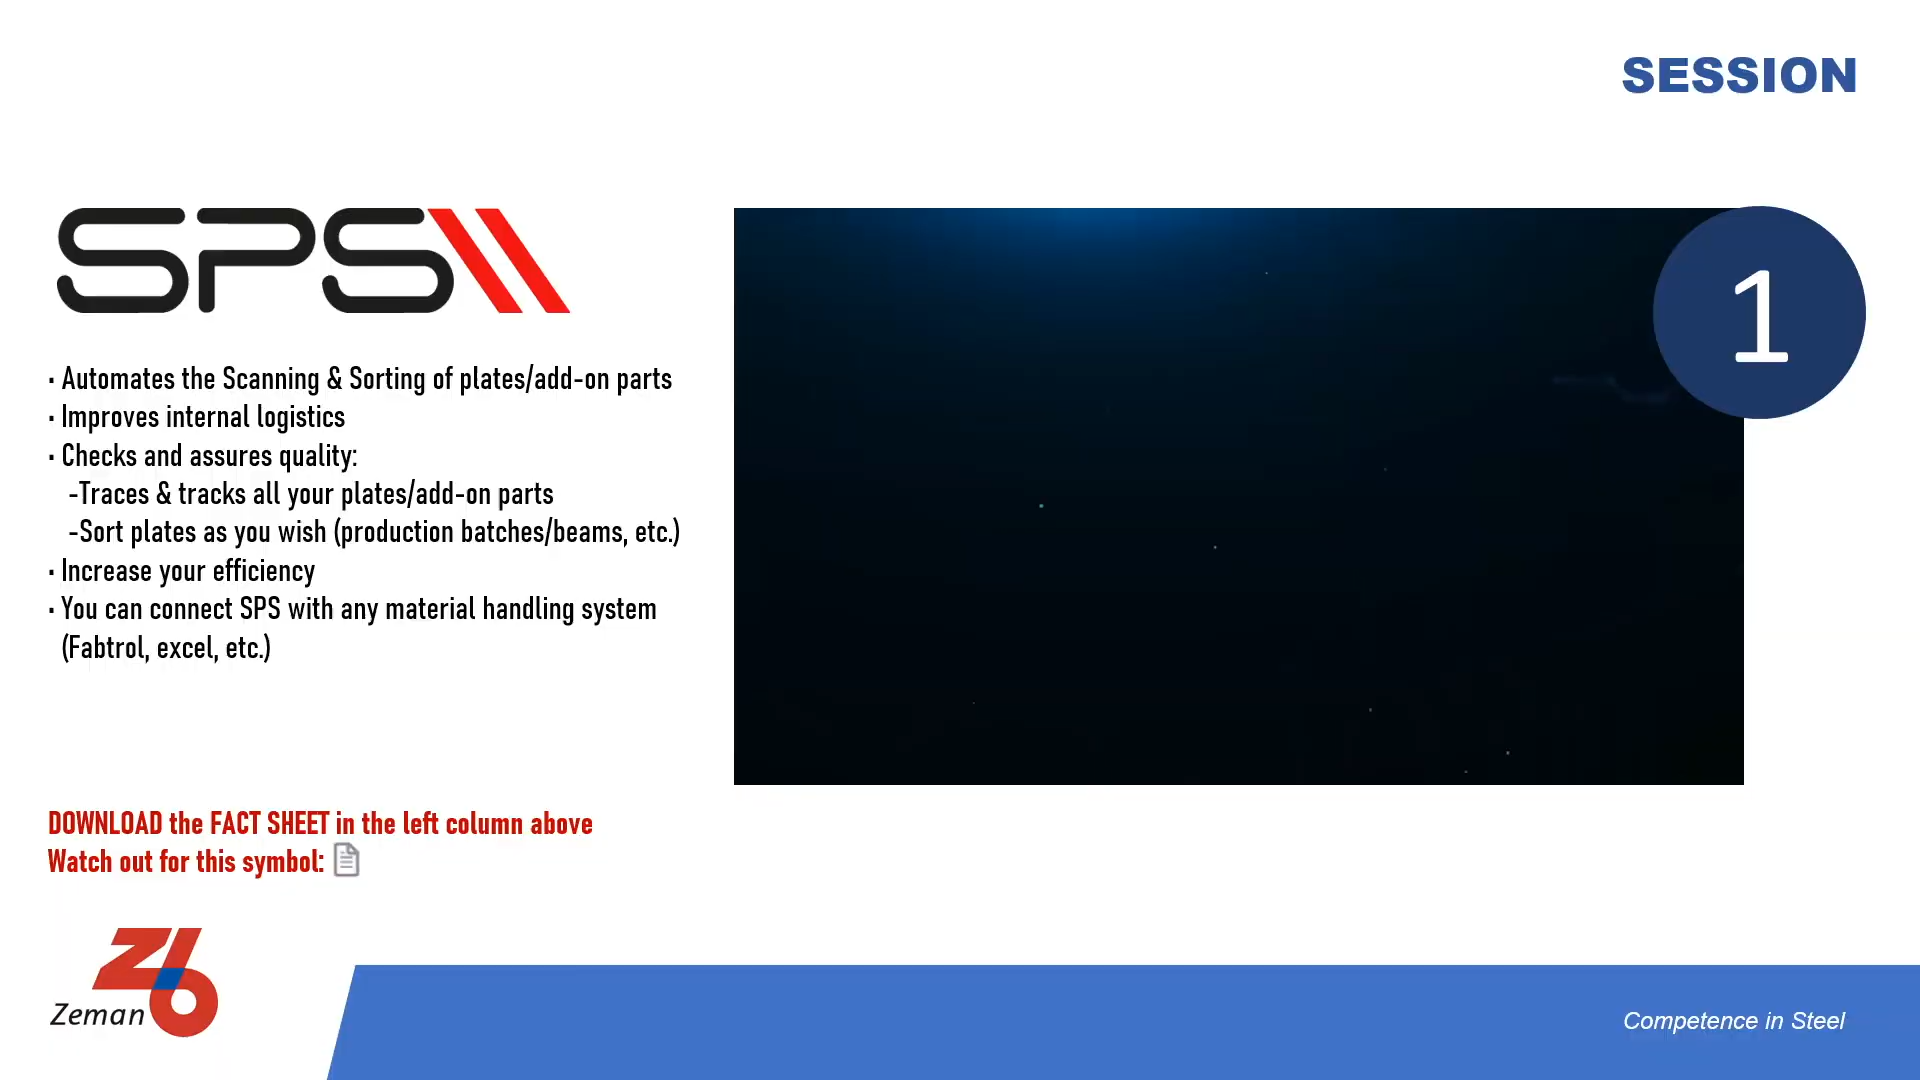 SESSION
SPS
1
· Automates the Scanning & Sorting of plates/add-on parts
· Improves internal logistics
· Checks and assures quality:
-Traces & tracks all your plates/add-on parts
-Sort plates as you wish (production batches/beams, etc.)
· Increase your efficiency
· You can connect SPS with any material handling system
(Fabtrol, excel, etc.)
DOWNLOAD the FACT SHEET in the left column above
Watch out for this symbol:
Zeman
Competence in Steel